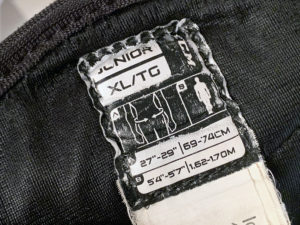 JUNIOR
XL/TG
A
B
27"-29" | 69-74CM
B
5'4"-5'7" | 1.62-1.70M